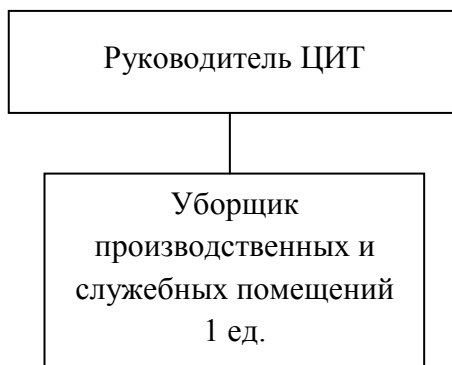 Руководитель ЦИТ
Уборщик
производственных и
служебных помещений
1 ед.